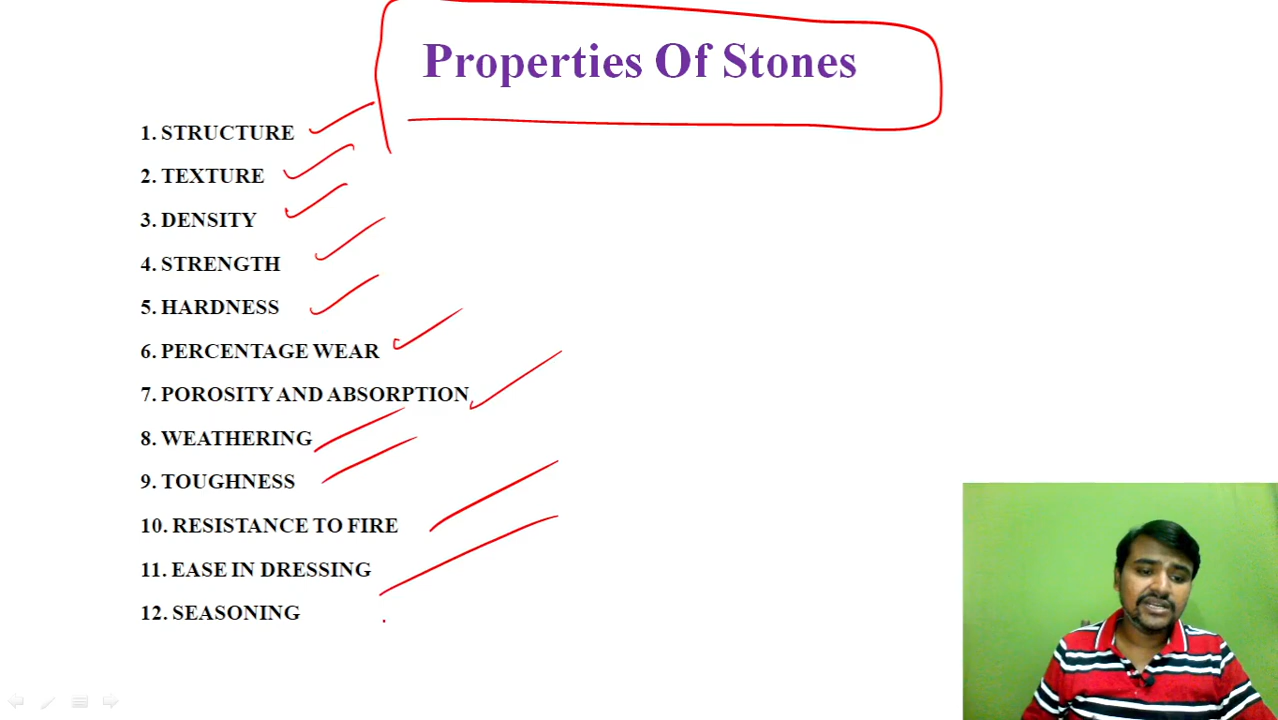 Properties Of Stones
1. STRUCTURE
2. TEXTURE
3. DENSITY
4. STRENGTH
5. HARDNESS
6. PERCENTAGE WEAR
7. POROSITY AND ABSORPTION
8. WEATHERING
9. TOUGHNESS
10. RESISTANCE TO FIRE
11. EASE IN DRESSING
12. SEASONING